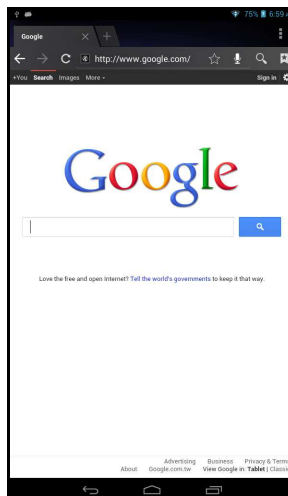 75% 6:59
Google
http://www.google.com/
+You Search Images More Sign in
Google
Love the free and open Internet? Tell the world's governments to keep it that way.
Advertising Business Privacy & Term
About Google.com.tw View Google in: Tablet | Classic